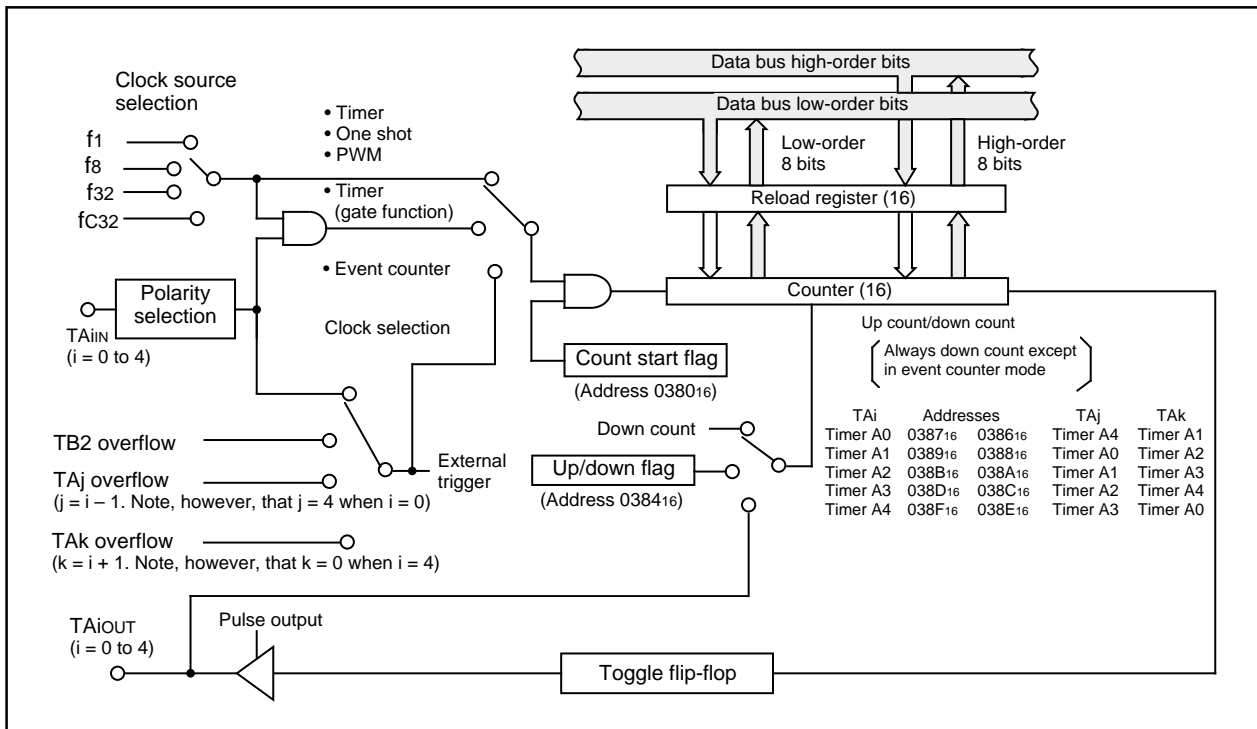 Clock source
selection
f1
f8
f32
fC32
• Timer
• One shot
• PWM
• Timer
(gate function)
• Event counter
Data bus high-order bits
Data bus low-order bits
Low-order
8 bits
High-order
8 bits
Reload register (16)
Counter (16)
Polarity
selection
TAiIN
(i = 0 to 4)
Clock selection
Count start flag
(Address 038016)
Up count/down count
Always down count except
in event counter mode
TB2 overflow
TAj overflow
(j = i – 1. Note, however, that j = 4 when i = 0)
TAk overflow
(k = i + 1. Note, however, that k = 0 when i = 4)
External
trigger
Down count
Up/down flag
(Address 038416)
TAi Addresses TAj TAk
Timer A0 038716 038616 Timer A4 Timer A1
Timer A1 038916 038816 Timer A0 Timer A2
Timer A2 038B16 038A16 Timer A1 Timer A3
Timer A3 038D16 038C16 Timer A2 Timer A4
Timer A4 038F16 038E16 Timer A3 Timer A0
TAiOUT
(i = 0 to 4)
Pulse output
Toggle flip-flop